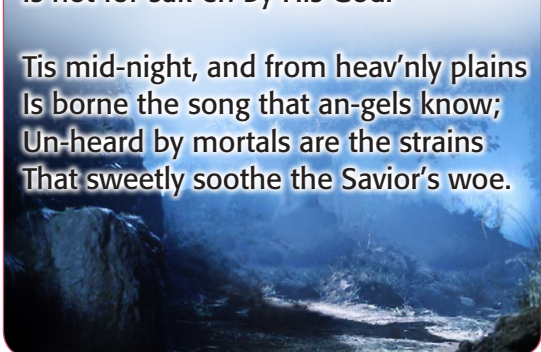 Tis mid-night, and from heav’nly plains
Is borne the song that an-gels know;
Un-heard by mortals are the strains
That sweetly soothe the Savior’s woe.